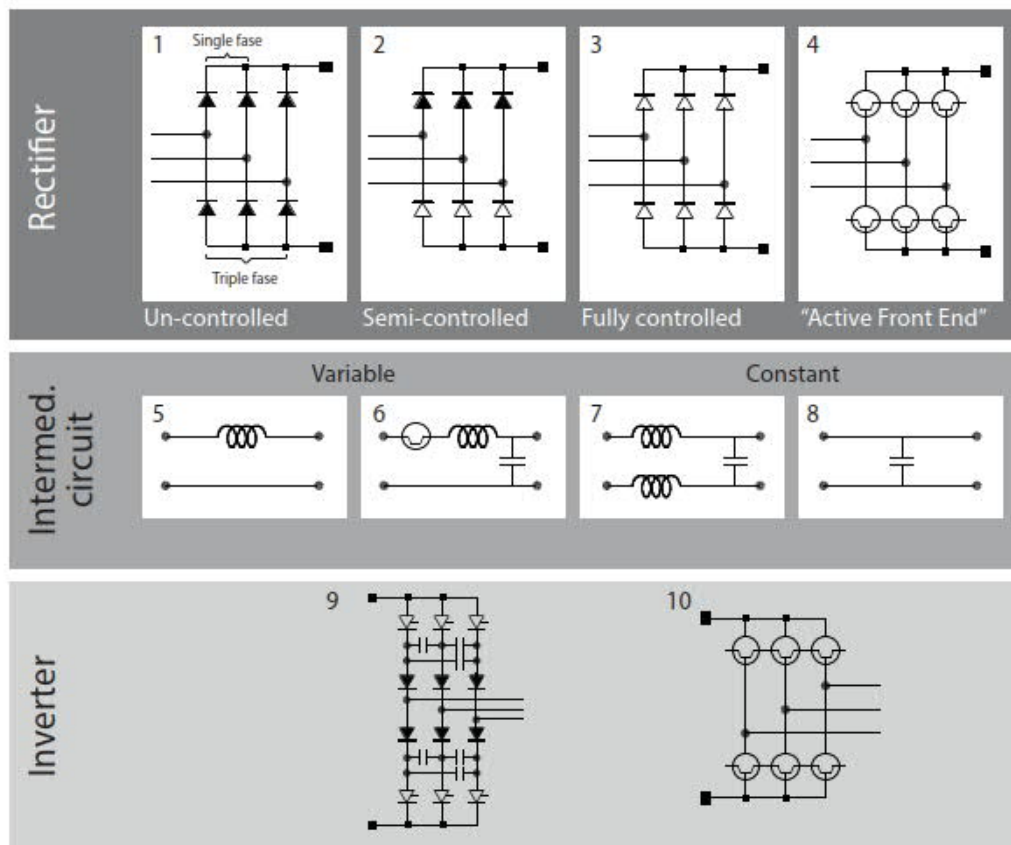 Rectifier
1
Single fase
Triple fase
Un-controlled
2
Semi-controlled
3
Fully controlled
4
“Active Front End”
Intermed.
circuit
Variable
Constant
5
6
7
8
Inverter
9
10